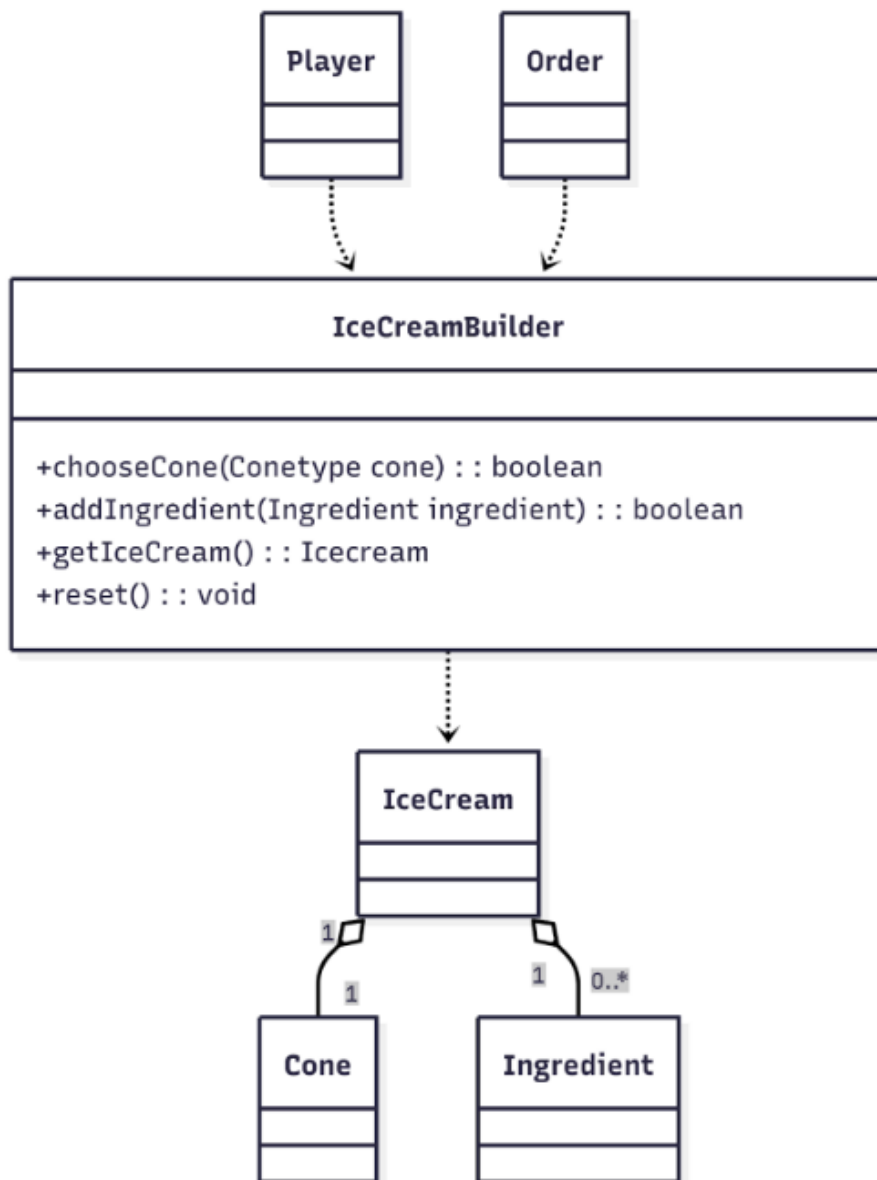 Player
Order
IceCreamBuilder
+chooseCone(Conetype cone) : : boolean
+addIngredient(Ingredient ingredient) : : boolean
+getIceCream() : : Icecream
+reset() : : void
IceCream
1
1
1
0..*
Cone
Ingredient